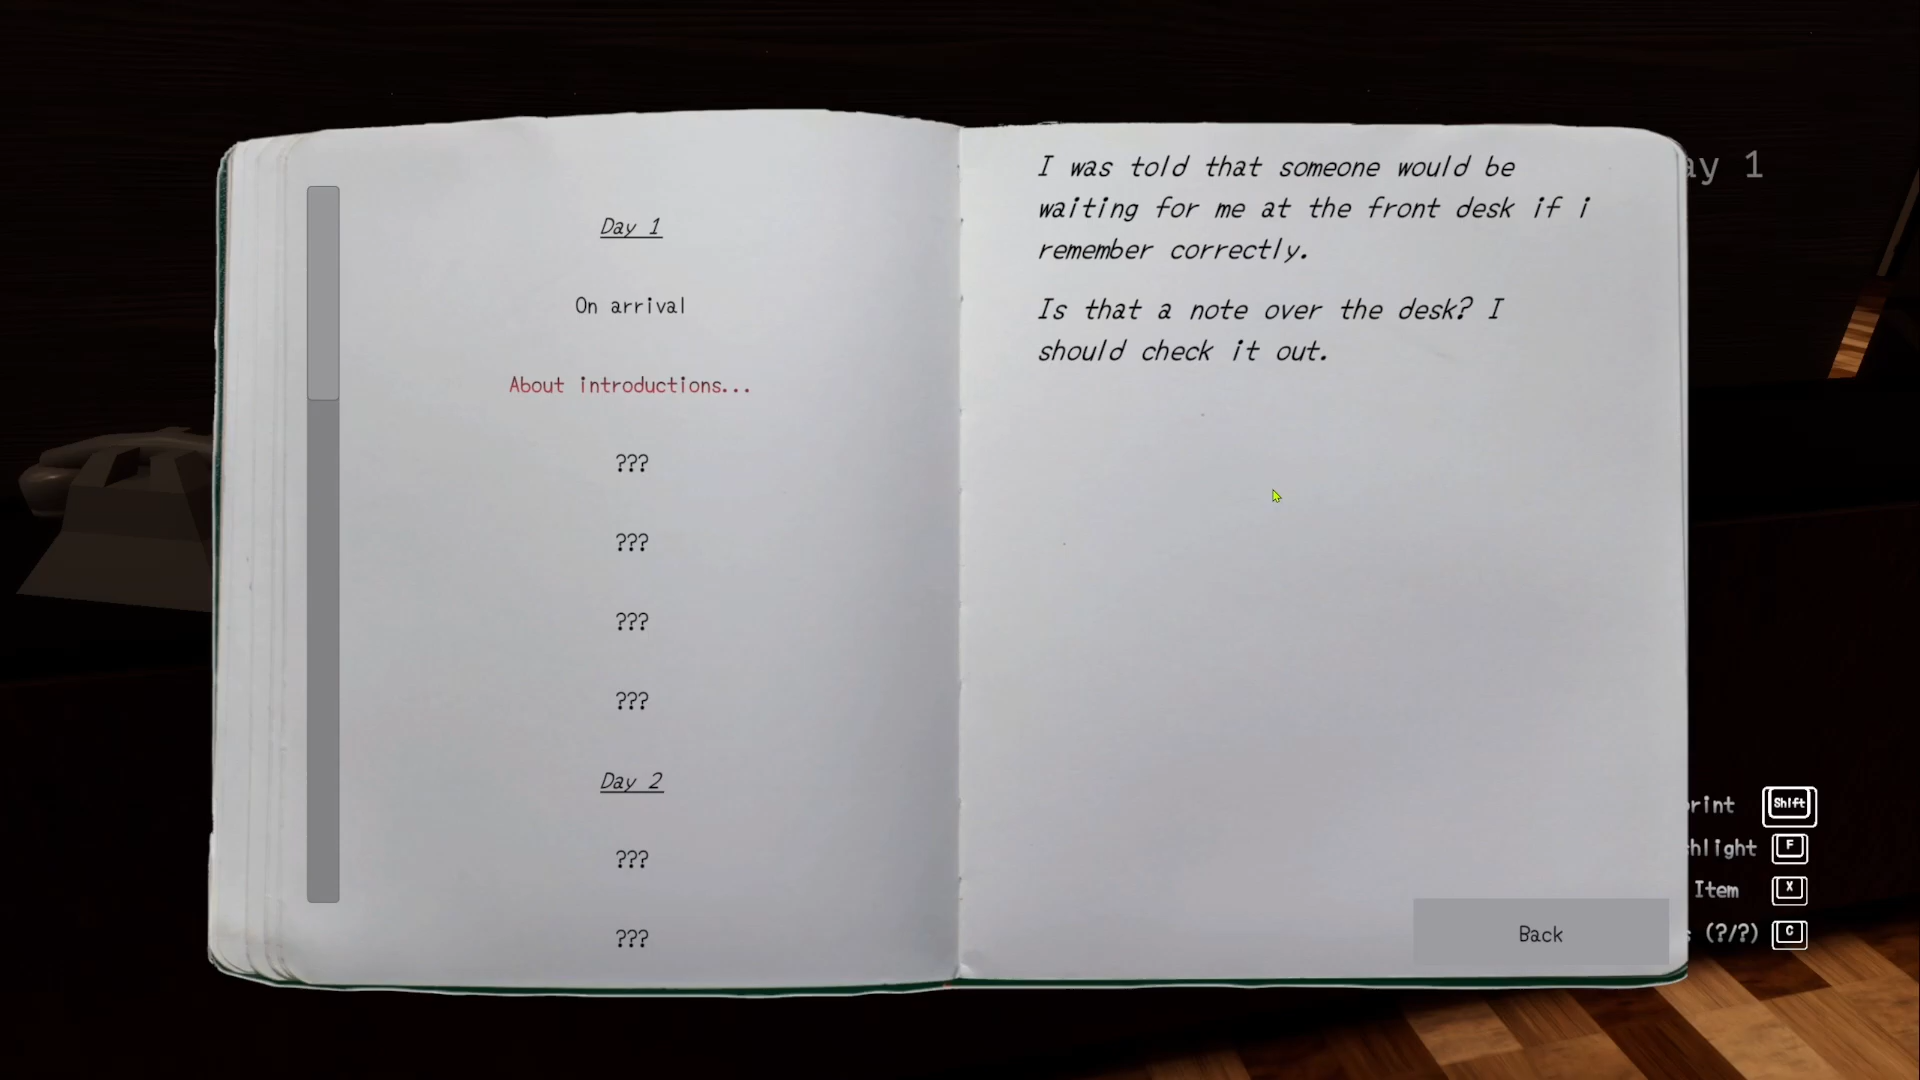 Day 1
On arrival
About introductions...
???
???
???
???
Day 2
???
???
I was told that someone would be
waiting for me at the front desk if i
remember correctly.
Is that a note over the desk? I
should check it out.
Back
ay 1
rint Shift
hlight F
Item X
(?/?) C